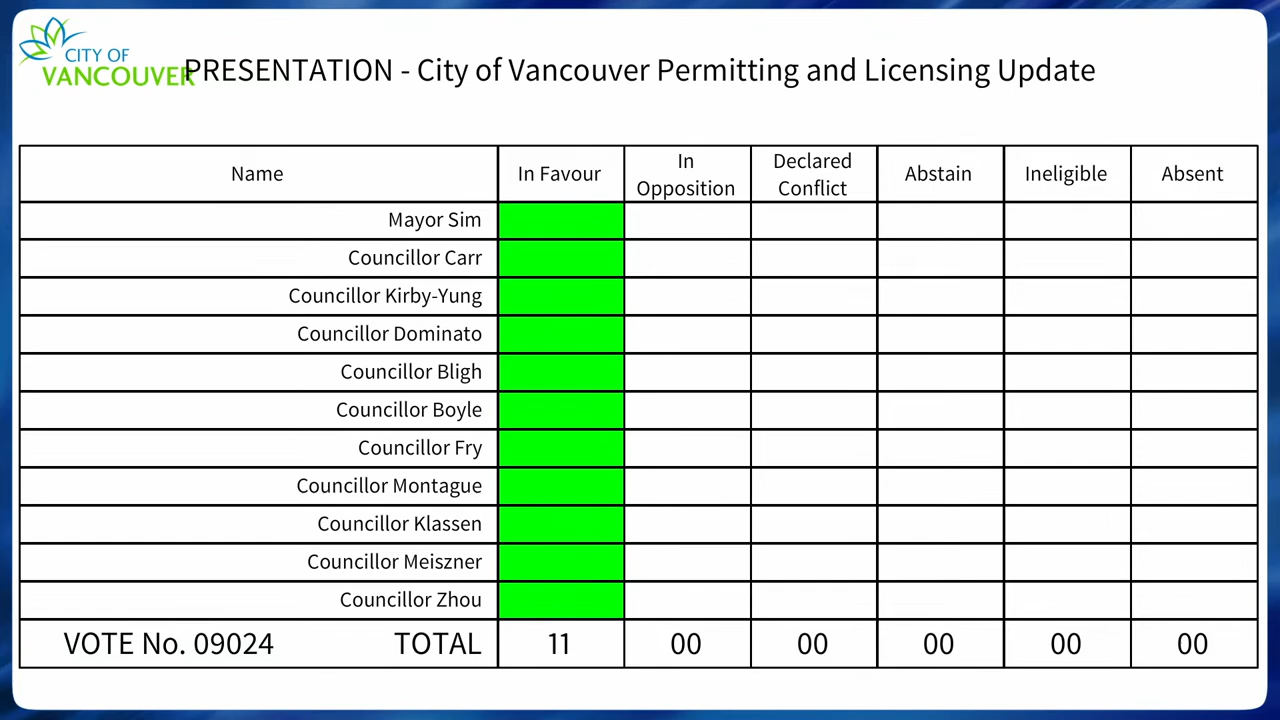 CITY OF
VANCOUVER
PRESENTATION - City of Vancouver Permitting and Licensing Update
Name In Favour In Opposition Declared Conflict Abstain Ineligible Absent
Mayor Sim
Councillor Carr
Councillor Kirby-Yung
Councillor Dominato
Councillor Bligh
Councillor Boyle
Councillor Fry
Councillor Montague
Councillor Klassen
Councillor Meiszner
Councillor Zhou
VOTE No. 09024 TOTAL 11 00 00 00 00 00